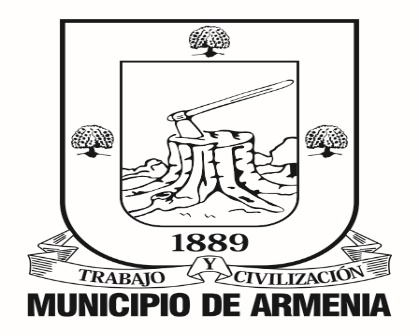 1889
TRABAJO Y CIVILIZACIÓN
MUNICIPIO DE ARMENIA